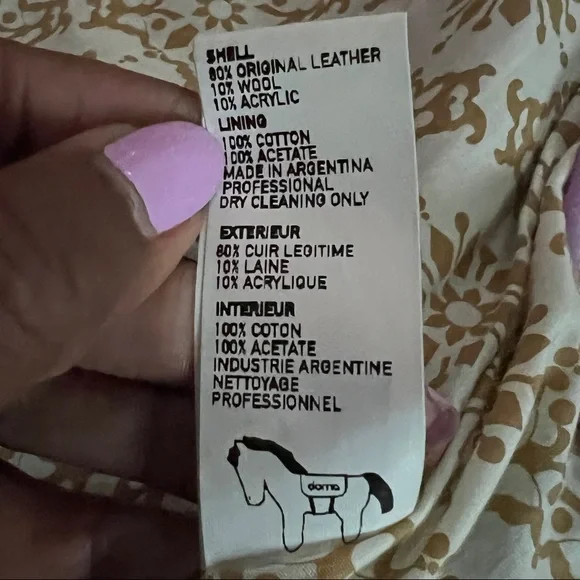 SHELL
80% ORIGINAL LEATHER
10% WOOL
10% ACRYLIC
LINING
100% COTTON
100% ACETATE
MADE IN ARGENTINA
PROFESSIONAL
DRY CLEANING ONLY
EXTERIEUR
80% CUIR LEGITIME
10% LAINE
10% ACRYLIQUE
INTERIEUR
100% COTON
100% ACETATE
INDUSTRIE ARGENTINE
NETTOYAGE
PROFESSIONNEL
doma